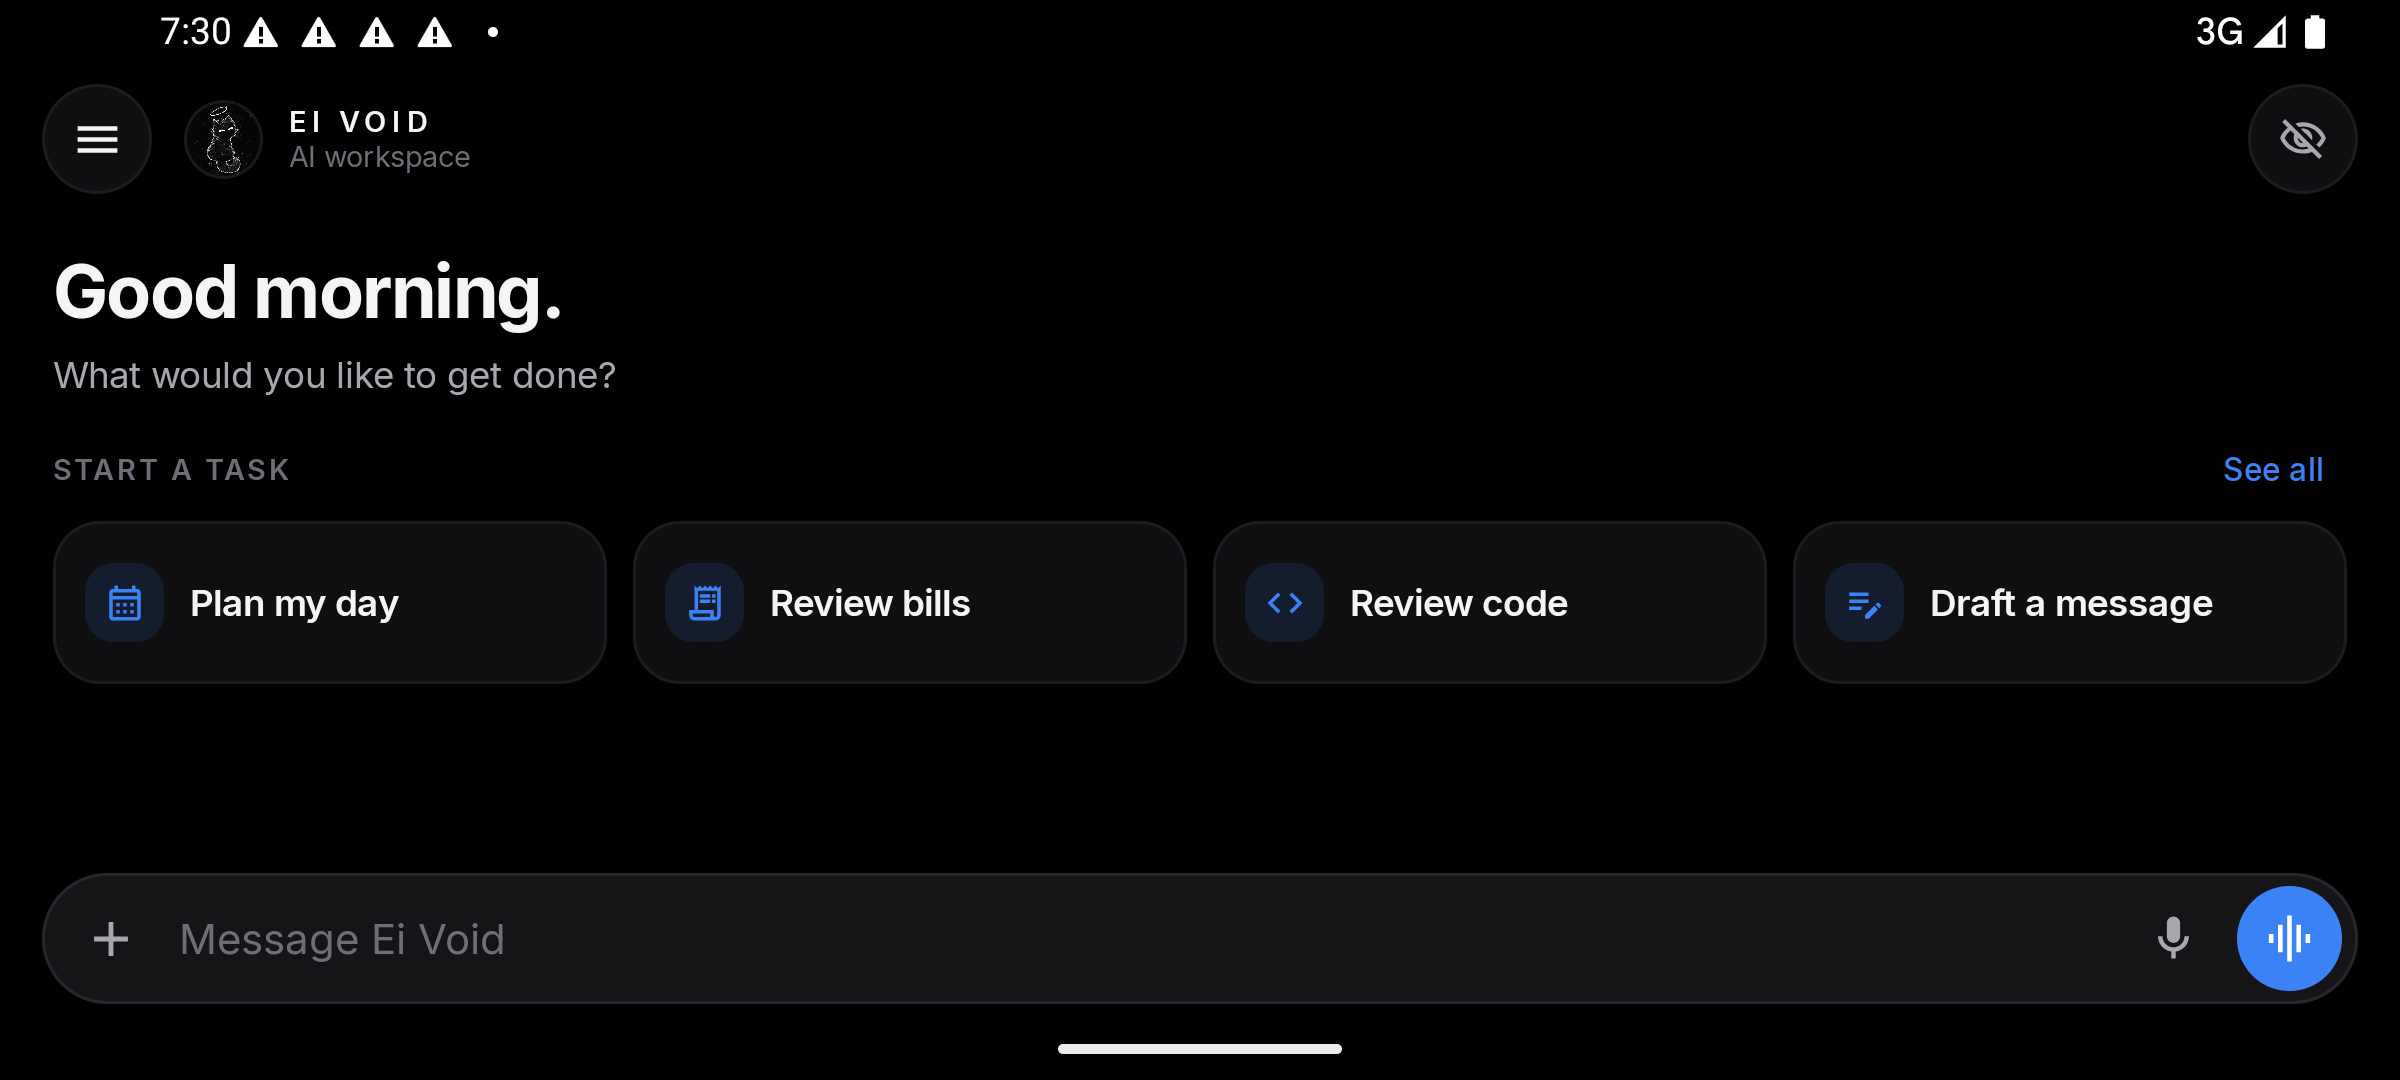 7:30
3G
EI VOID
AI workspace
Good morning.
What would you like to get done?
START A TASK
See all
Plan my day
Review bills
Review code
Draft a message
Message Ei Void